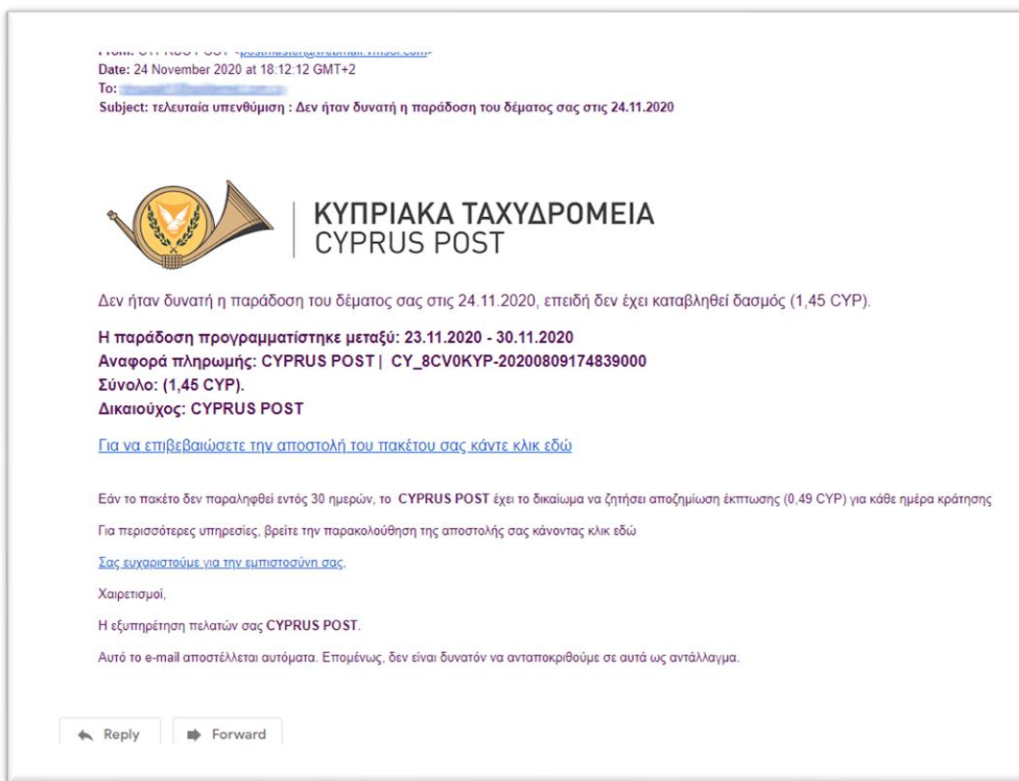 Date: 24 November 2020 at 18:12:12 GMT+2
To:
Subject: τελευταία υπενθύμιση : Δεν ήταν δυνατή η παράδοση του δέματος σας στις 24.11.2020
ΚΥΠΡΙΑΚΑ ΤΑΧΥΔΡΟΜΕΙΑ
CYPRUS POST
Δεν ήταν δυνατή η παράδοση του δέματος σας στις 24.11.2020, επειδή δεν έχει καταβληθεί δασμός (1,45 CYP).
Η παράδοση προγραμματίστηκε μεταξύ: 23.11.2020 - 30.11.2020
Αναφορά πληρωμής: CYPRUS POST | CY_8CV0KYP-20200809174839000
Σύνολο: (1,45 CYP).
Δικαιούχος: CYPRUS POST
Για να επιβεβαιώσετε την αποστολή του πακέτου σας κάντε κλικ εδώ
Εάν το πακέτο δεν παραληφθεί εντός 30 ημερών, το CYPRUS POST έχει το δικαίωμα να ζητήσει αποζημίωση έκπτωσης (0,49 CYP) για κάθε ημέρα κράτησης
Για περισσότερες υπηρεσίες, βρείτε την παρακολούθηση της αποστολής σας κάνοντας κλικ εδώ
Σας ευχαριστούμε για την εμπιστοσύνη σας.
Χαιρετισμοί,
Η εξυπηρέτηση πελατών σας CYPRUS POST.
Αυτό το e-mail αποστέλλεται αυτόματα. Επομένως, δεν είναι δυνατόν να ανταποκριθούμε σε αυτά ως αντάλλαγμα.
Reply Forward